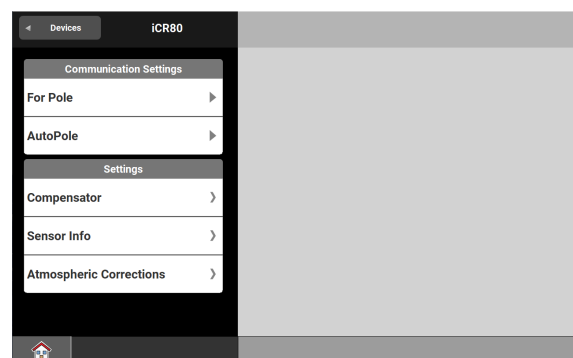 Devices
iCR80
Communication Settings
For Pole
AutoPole
Settings
Compensator
Sensor Info
Atmospheric Corrections